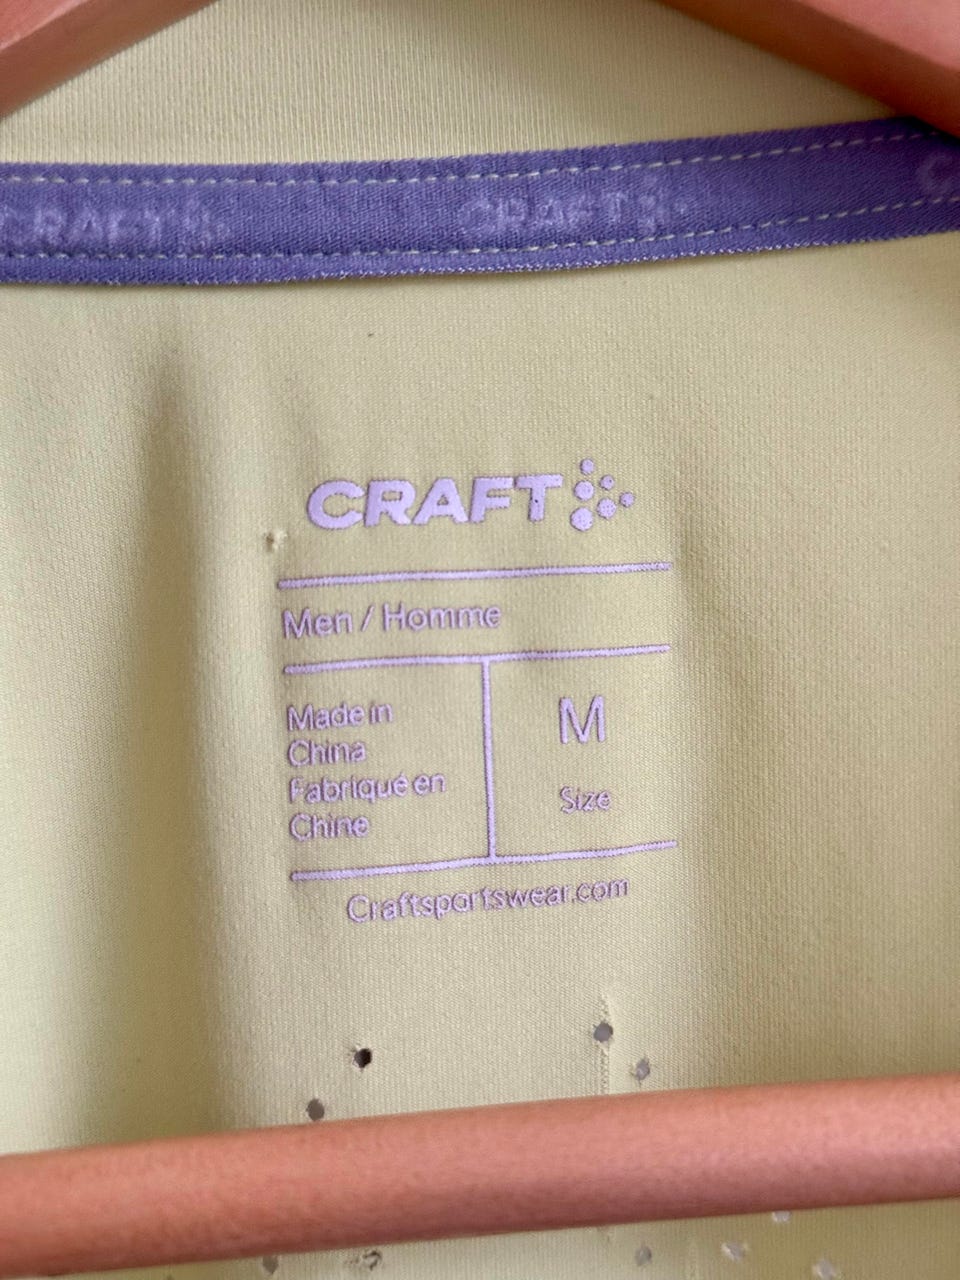 CRAFT CRAFT
CRAFT
Men / Homme
Made in
China
Fabriqué en
Chine
M
Size
Craftsportswear.com